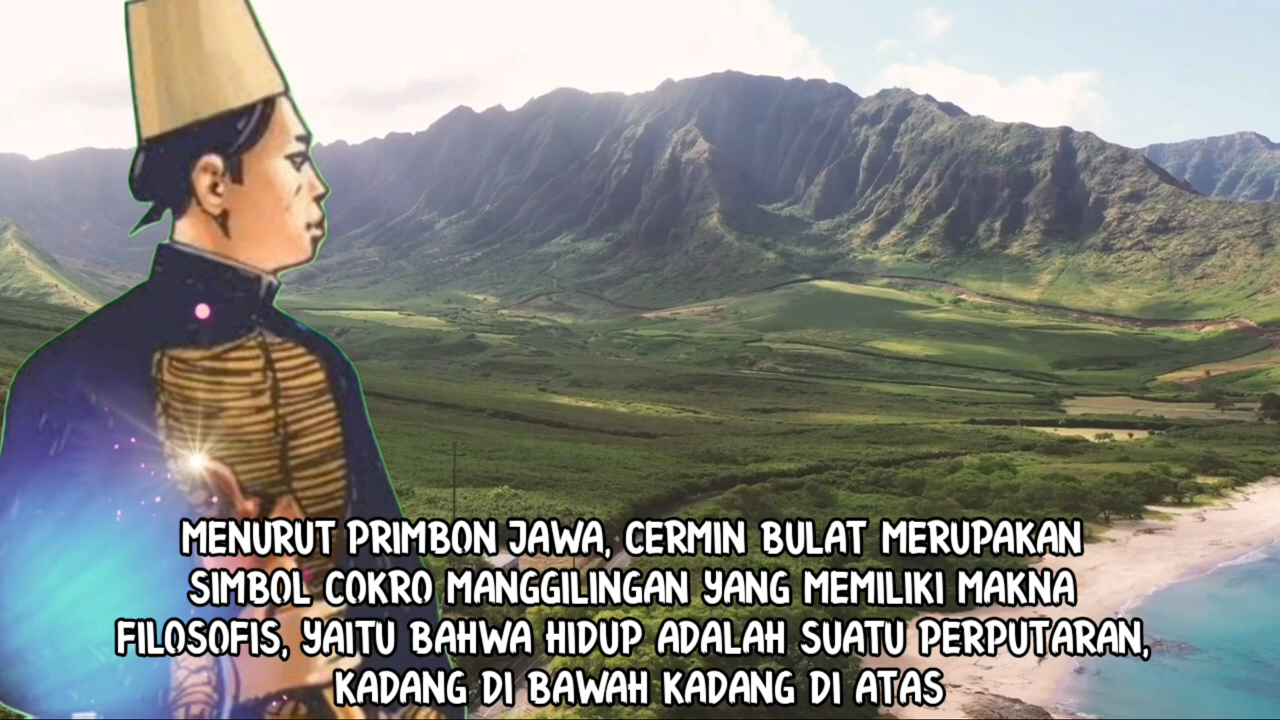 MENURUT PRIMBON JAWA, CERMIN BULAT MERUPAKAN
SIMBOL COKRO MANGGILINGAN YANG MEMILIKI MAKNA
FILOSOFIS, YAITU BAHWA HIDUP ADALAH SUATU PERPUTARAN,
KADANG DI BAWAH KADANG DI ATAS